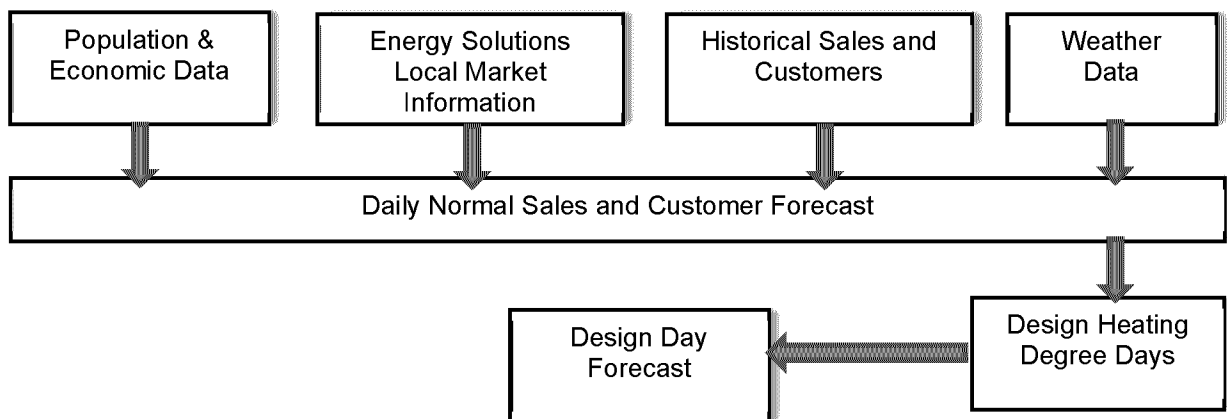 Population &
Economic Data
Energy Solutions
Local Market
Information
Historical Sales and
Customers
Weather
Data
Daily Normal Sales and Customer Forecast
Design Day
Forecast
Design Heating
Degree Days